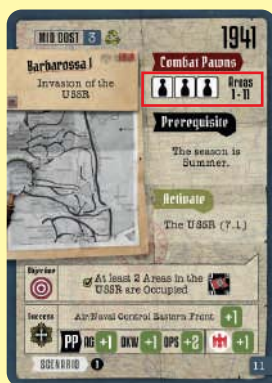 MID COST 3
1941
Barbarossa I
Invasion of the
USSR
Combat Pawns
Areas
1 - 11
Prerequisite
The season is
Summer.
Activate
The USSR (7.1)
Objective
At least 2 Areas in the
USSR are Occupied
Success
Air/Naval Control Eastern Front +1
PP AG +1 OKW +1 OPS +2 +1
SCENARIO 1
11